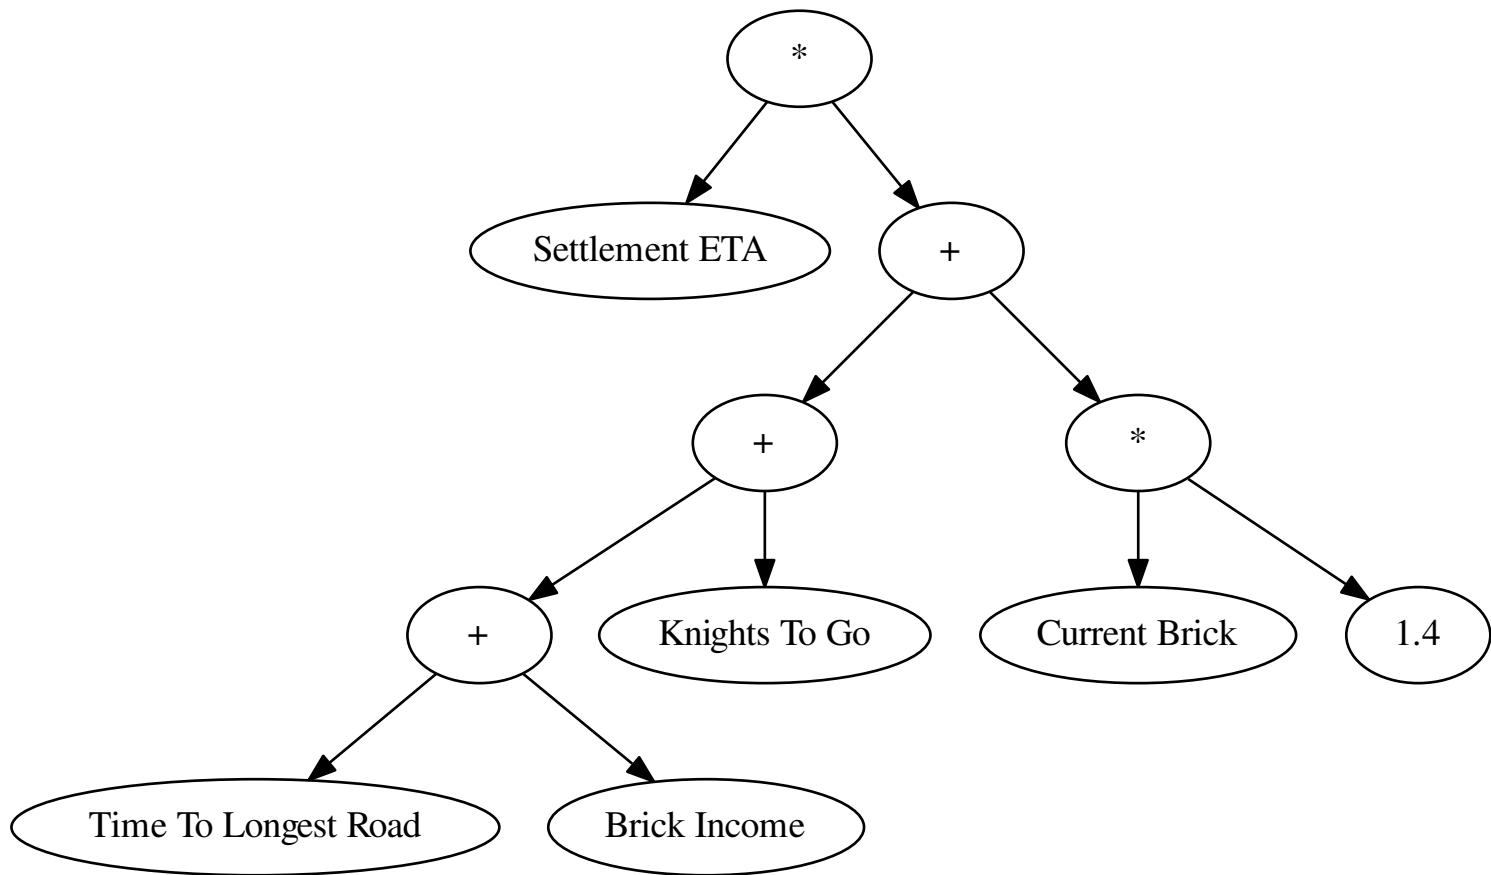 *
Settlement ETA
+
+
*
+
Knights To Go
Current Brick
1.4
Time To Longest Road
Brick Income